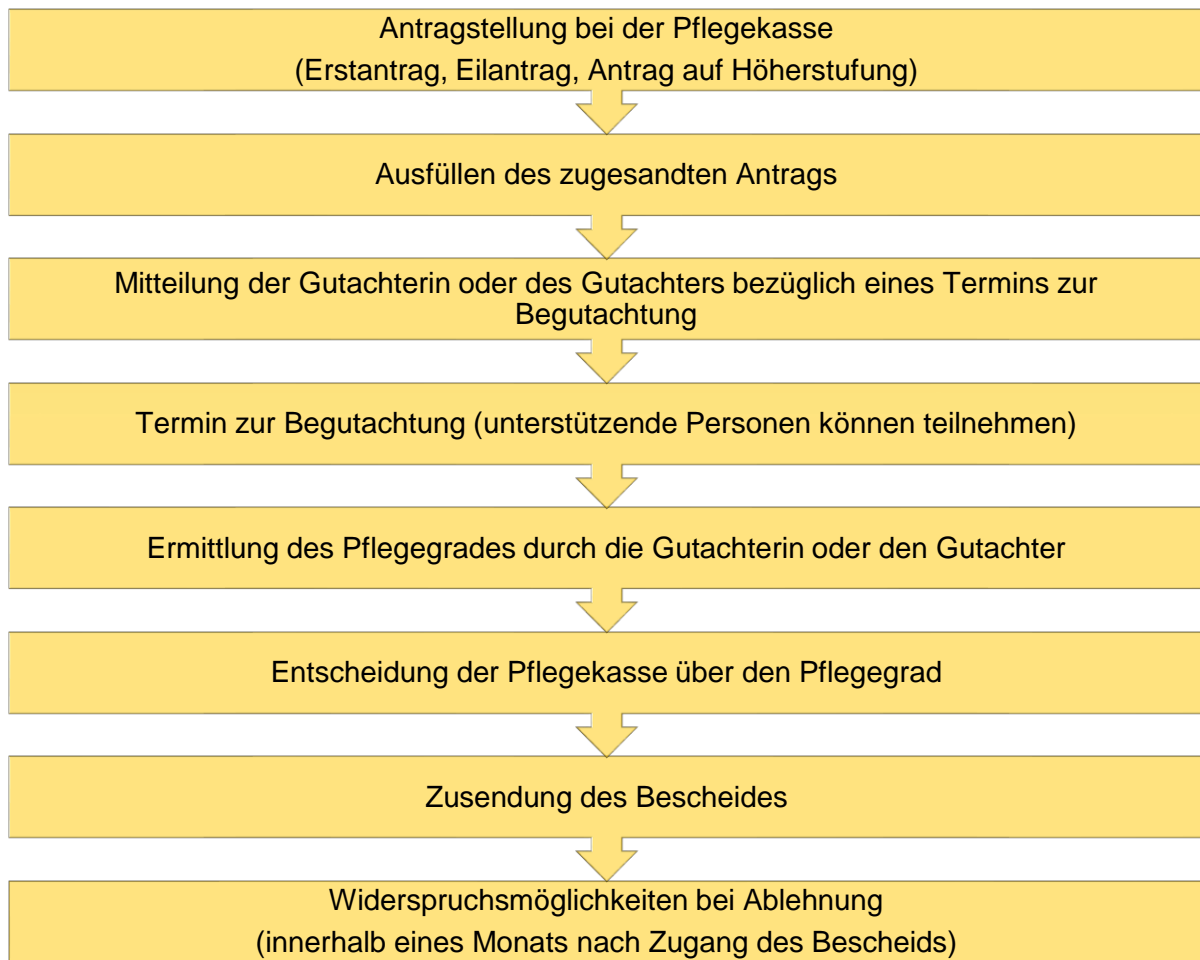 Antragstellung bei der Pflegekasse
(Erstantrag, Eilantrag, Antrag auf Höherstufung)
Ausfüllen des zugesandten Antrags
Mitteilung der Gutachterin oder des Gutachters bezüglich eines Termins zur
Begutachtung
Termin zur Begutachtung (unterstützende Personen können teilnehmen)
Ermittlung des Pflegegrades durch die Gutachterin oder den Gutachter
Entscheidung der Pflegekasse über den Pflegegrad
Zusendung des Bescheides
Widerspruchsmöglichkeiten bei Ablehnung
(innerhalb eines Monats nach Zugang des Bescheids)